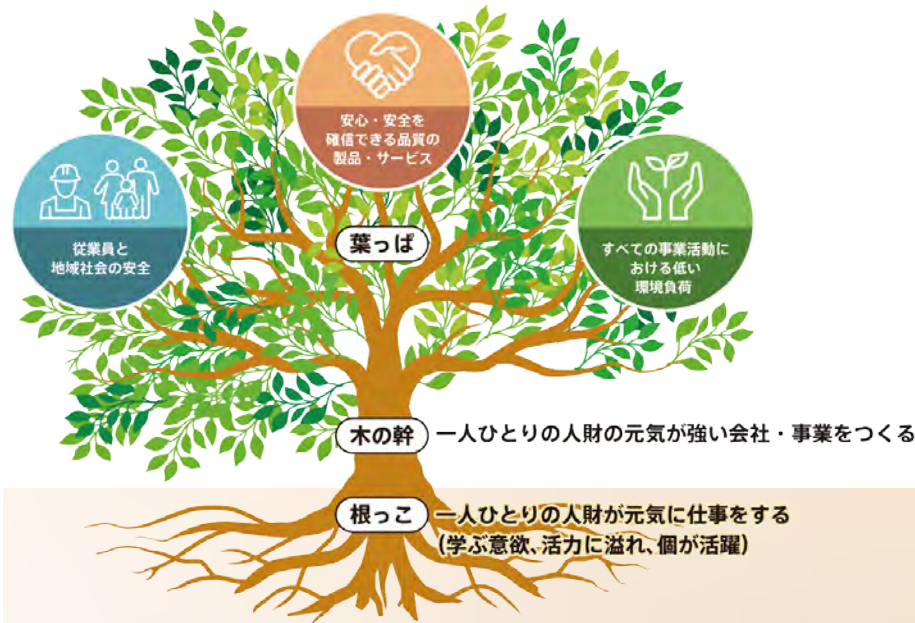 安心・安全を
確信できる品質の
製品・サービス
従業員と
地域社会の安全
すべての事業活動に
おける低い
環境負荷
葉っぱ
木の幹 一人ひとりの人財の元気が強い会社・事業をつくる
根っこ 一人ひとりの人財が元気に仕事をする
(学ぶ意欲、活力に溢れ、個が活躍)